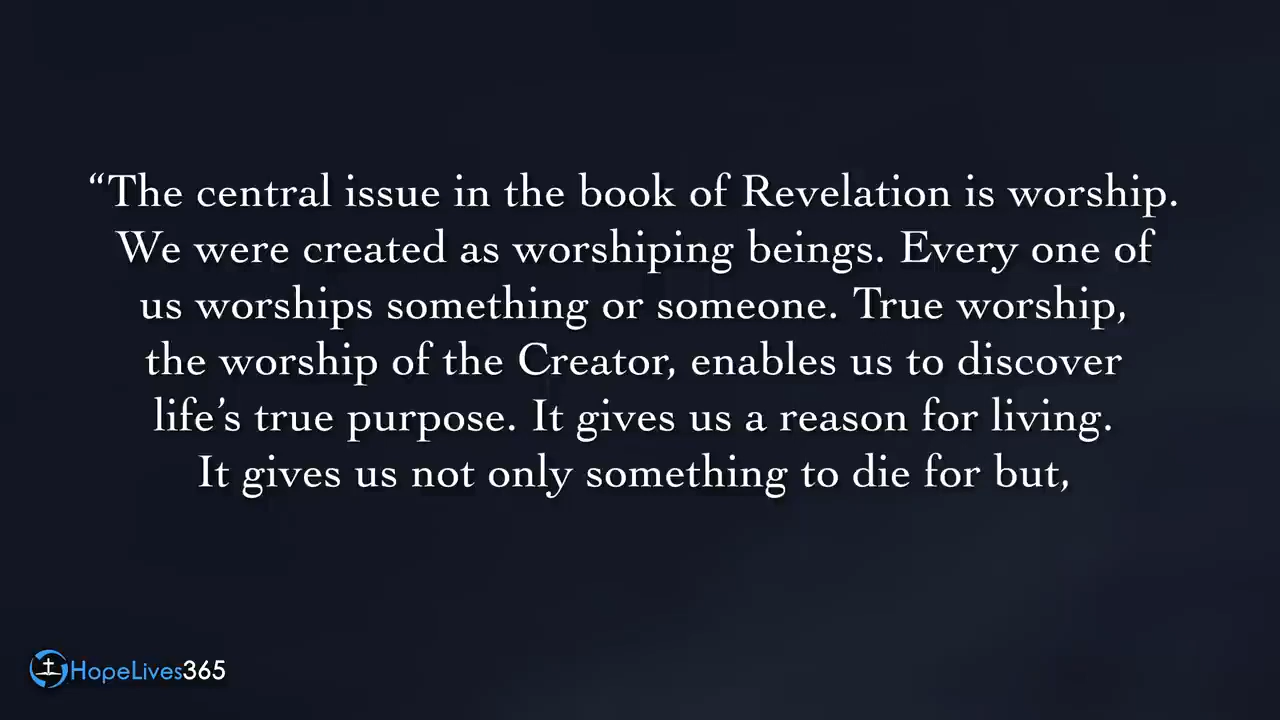 “The central issue in the book of Revelation is worship.
We were created as worshiping beings. Every one of
us worships something or someone. True worship,
the worship of the Creator, enables us to discover
life’s true purpose. It gives us a reason for living.
It gives us not only something to die for but,
HopeLives365